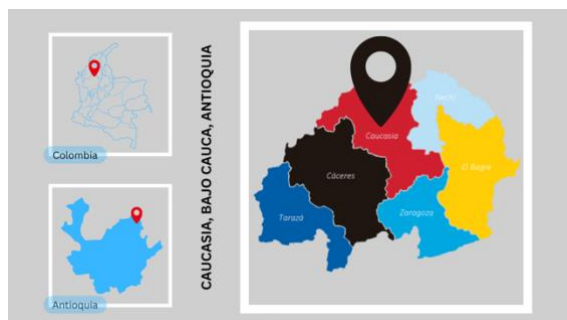 Colombia
Antioquia
CAUCASIA, BAJO CAUCA, ANTIOQUIA
Caucasia
Cáceres
El Bagre
Tarazá
Zaragoza